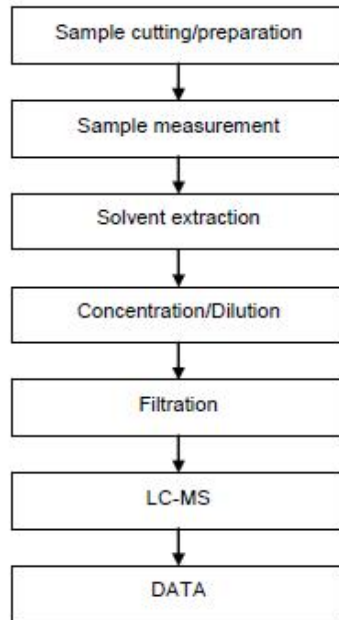 Sample cutting/preparation
Sample measurement
Solvent extraction
Concentration/Dilution
Filtration
LC-MS
DATA